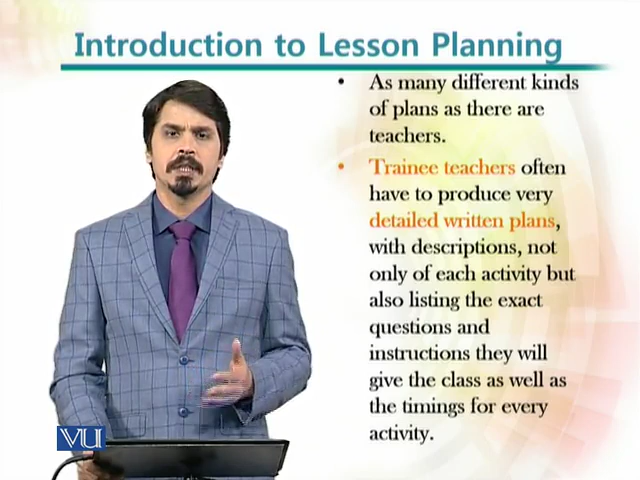 Introduction to Lesson Planning
• As many different kinds
of plans as there are
teachers.
• Trainee teachers often
have to produce very
detailed written plans,
with descriptions, not
only of each activity but
also listing the exact
questions and
instructions they will
give the class as well as
the timings for every
activity.
VU